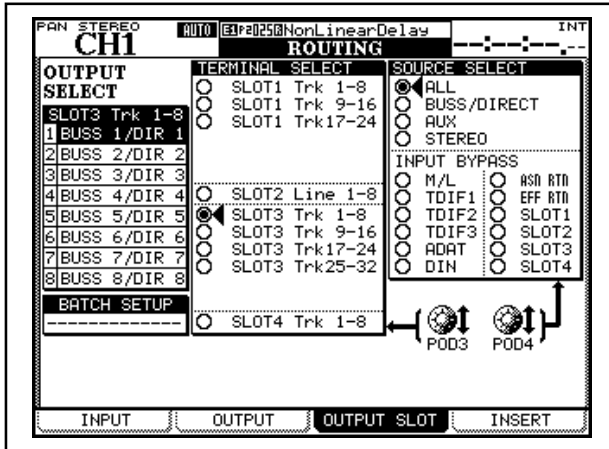 PAN STEREO
CH1
AUTO E1 P2 025R NonLinearDelay
INT
ROUTING
--:--:--.--
OUTPUT
SELECT
SLOT3 Trk 1-8
1 BUSS 1/DIR 1
2 BUSS 2/DIR 2
3 BUSS 3/DIR 3
4 BUSS 4/DIR 4
5 BUSS 5/DIR 5
6 BUSS 6/DIR 6
7 BUSS 7/DIR 7
8 BUSS 8/DIR 8
BATCH SETUP
-------------
TERMINAL SELECT
SLOT1 Trk 1-8
SLOT1 Trk 9-16
SLOT1 Trk17-24
SLOT2 Line 1-8
SLOT3 Trk 1-8
SLOT3 Trk 9-16
SLOT3 Trk17-24
SLOT3 Trk25-32
SLOT4 Trk 1-8
SOURCE SELECT
ALL
BUSS/DIRECT
AUX
STEREO
INPUT BYPASS
M/L
TDIF1
TDIF2
TDIF3
ADAT
DIN
ASN RTN
EFF RTN
SLOT1
SLOT2
SLOT3
SLOT4
POD3
POD4
INPUT
OUTPUT
OUTPUT SLOT
INSERT